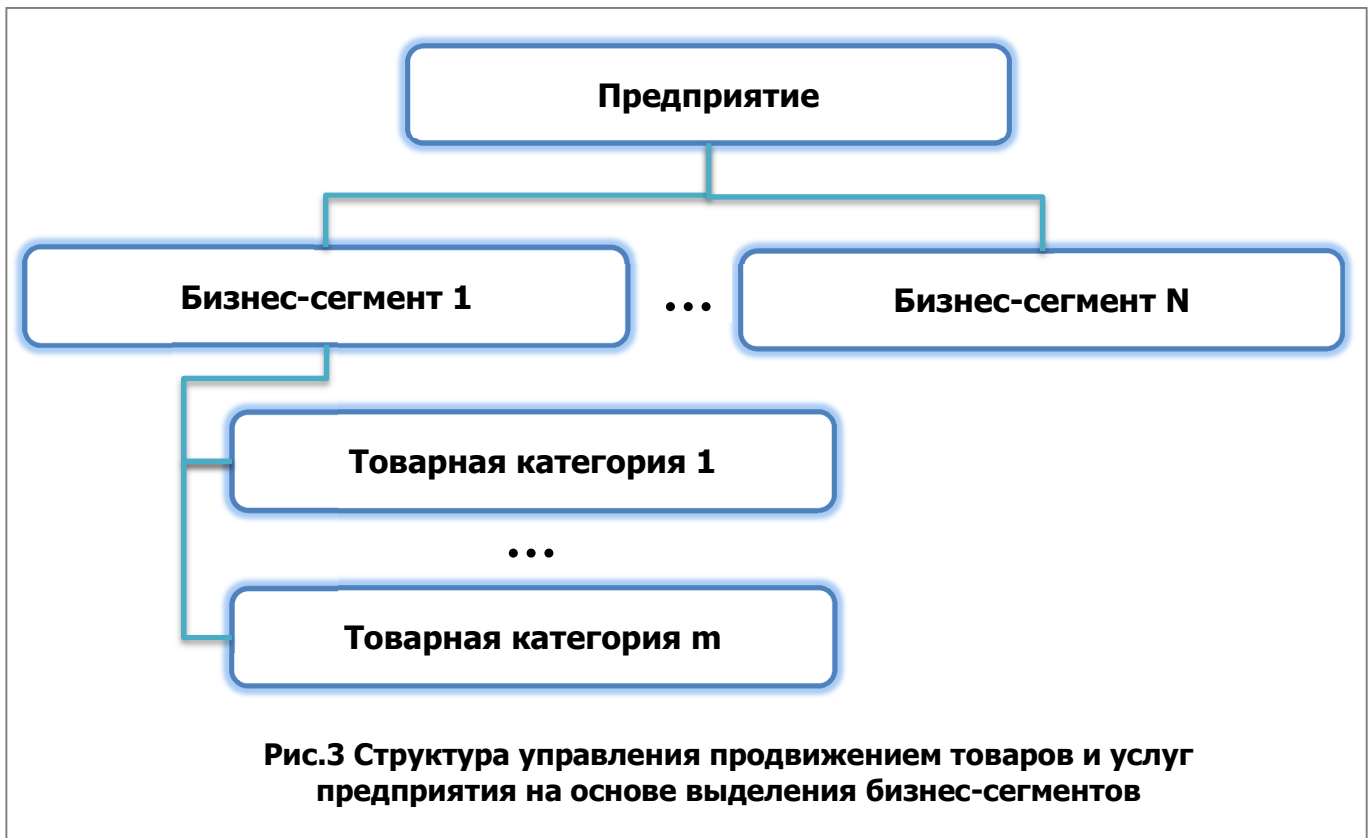 Предприятие
Бизнес-сегмент 1
...
Бизнес-сегмент N
Товарная категория 1
...
Товарная категория m
Рис.3 Структура управления продвижением товаров и услуг
предприятия на основе выделения бизнес-сегментов